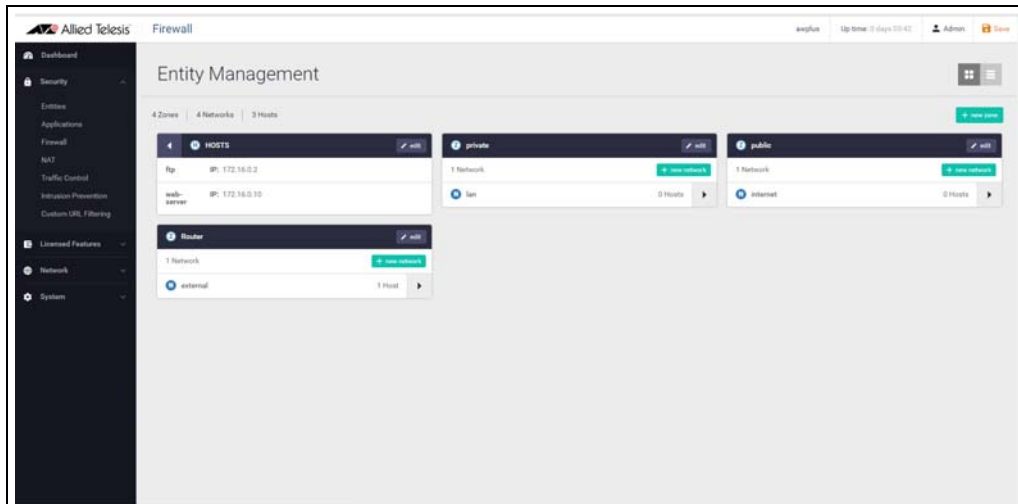 Allied Telesis
Firewall
awplus
Up time: 0 days 03:43
Admin
Save
Dashboard
Security
Entities
Applications
Firewall
NAT
Traffic Control
Intrusion Prevention
Custom URL Filtering
Licensed Features
Network
System
Entity Management
4 Zones | 4 Networks | 3 Hosts
+ new zone
H HOSTS edit
ftp IP: 172.16.0.2
web- IP: 172.16.0.10
server
Z private edit
1 Network + new network
N lan 0 Hosts
Z public edit
1 Network + new network
N internet 0 Hosts
Z Router edit
1 Network + new network
N external 1 Host